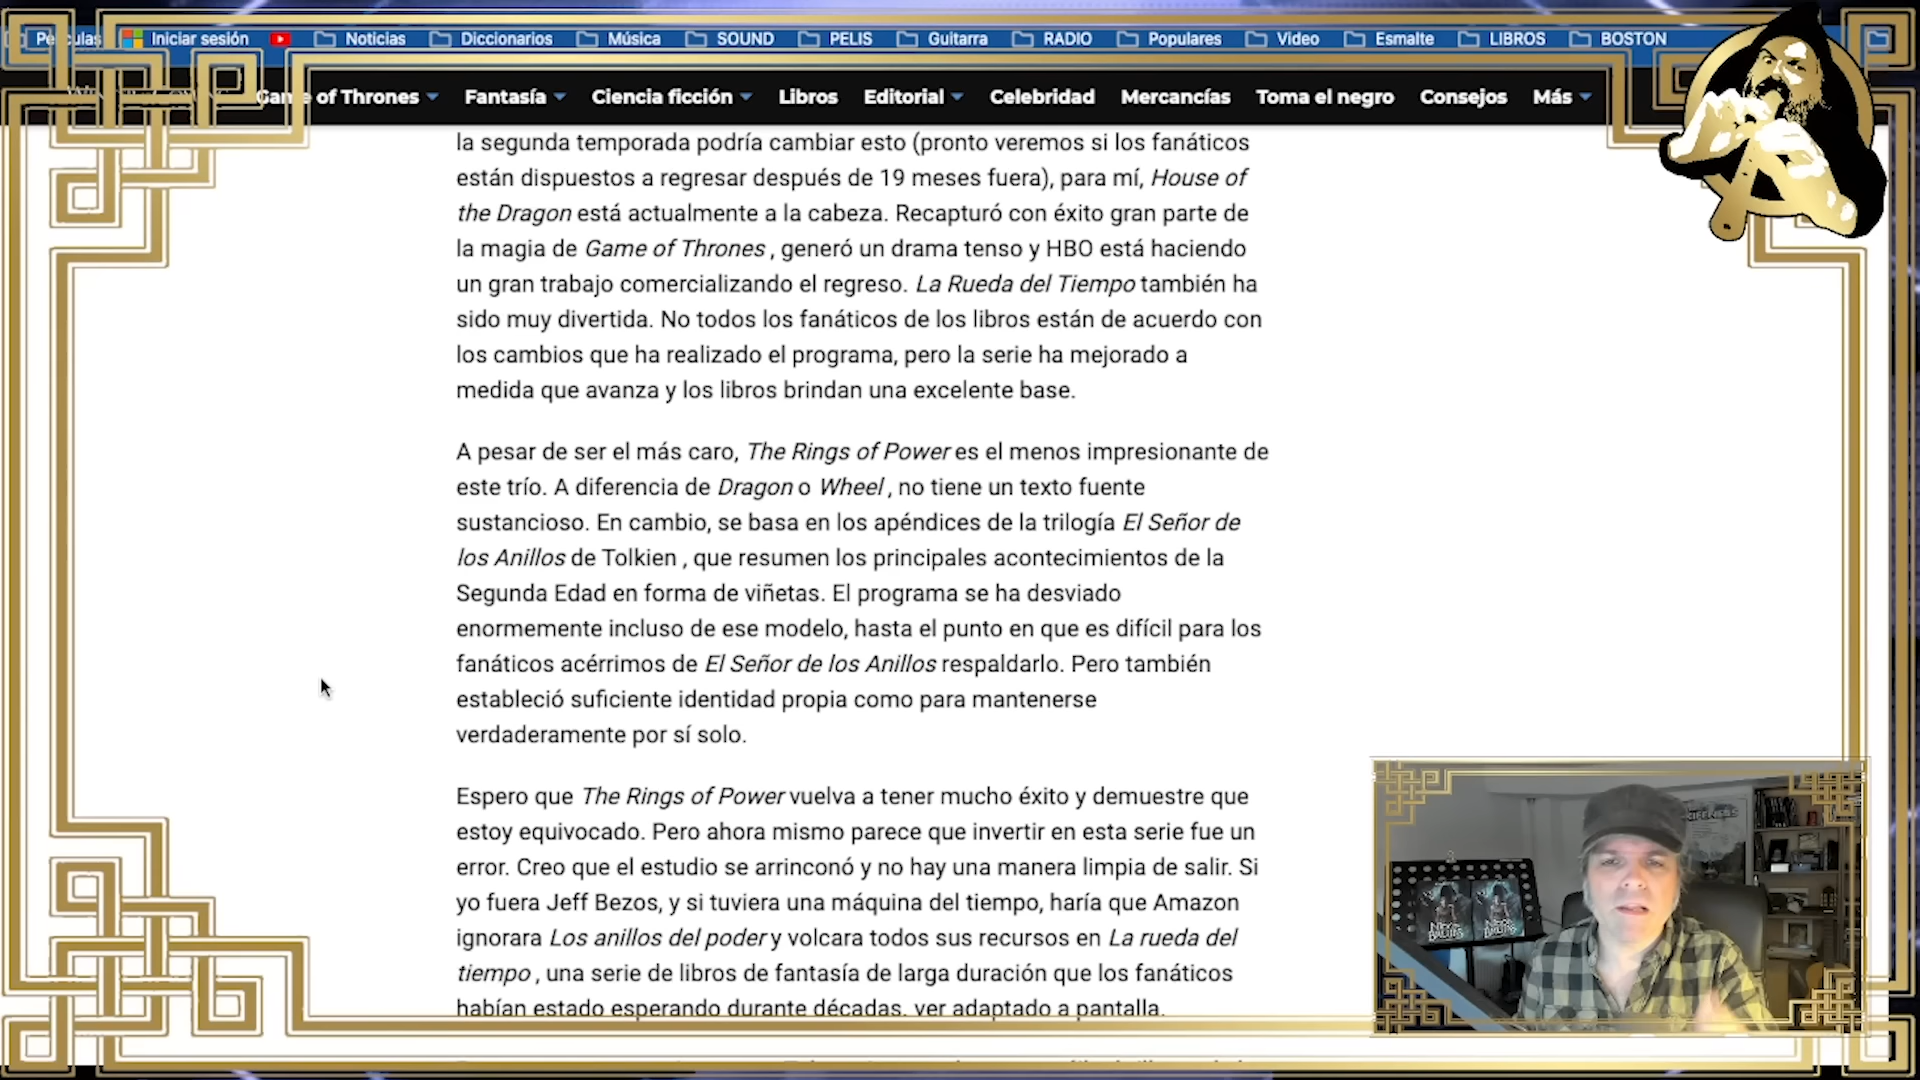 Películas Iniciar sesión Noticias Diccionarios Música SOUND PELIS Guitarra RADIO Populares Video Esmalte LIBROS BOSTON
Game of Thrones Fantasía Ciencia ficción Libros Editorial Celebridad Mercancías Toma el negro Consejos Más
la segunda temporada podría cambiar esto (pronto veremos si los fanáticos
están dispuestos a regresar después de 19 meses fuera), para mí, House of
the Dragon está actualmente a la cabeza. Recapturó con éxito gran parte de
la magia de Game of Thrones , generó un drama tenso y HBO está haciendo
un gran trabajo comercializando el regreso. La Rueda del Tiempo también ha
sido muy divertida. No todos los fanáticos de los libros están de acuerdo con
los cambios que ha realizado el programa, pero la serie ha mejorado a
medida que avanza y los libros brindan una excelente base.
A pesar de ser el más caro, The Rings of Power es el menos impresionante de
este trío. A diferencia de Dragon o Wheel , no tiene un texto fuente
sustancioso. En cambio, se basa en los apéndices de la trilogía El Señor de
los Anillos de Tolkien , que resumen los principales acontecimientos de la
Segunda Edad en forma de viñetas. El programa se ha desviado
enormemente incluso de ese modelo, hasta el punto en que es difícil para los
fanáticos acérrimos de El Señor de los Anillos respaldarlo. Pero también
estableció suficiente identidad propia como para mantenerse
verdaderamente por sí solo.
Espero que The Rings of Power vuelva a tener mucho éxito y demuestre que
estoy equivocado. Pero ahora mismo parece que invertir en esta serie fue un
error. Creo que el estudio se arrinconó y no hay una manera limpia de salir. Si
yo fuera Jeff Bezos, y si tuviera una máquina del tiempo, haría que Amazon
ignorara Los anillos del poder y volcara todos sus recursos en La rueda del
tiempo , una serie de libros de fantasía de larga duración que los fanáticos
habían estado esperando durante décadas. ver adaptado a pantalla.